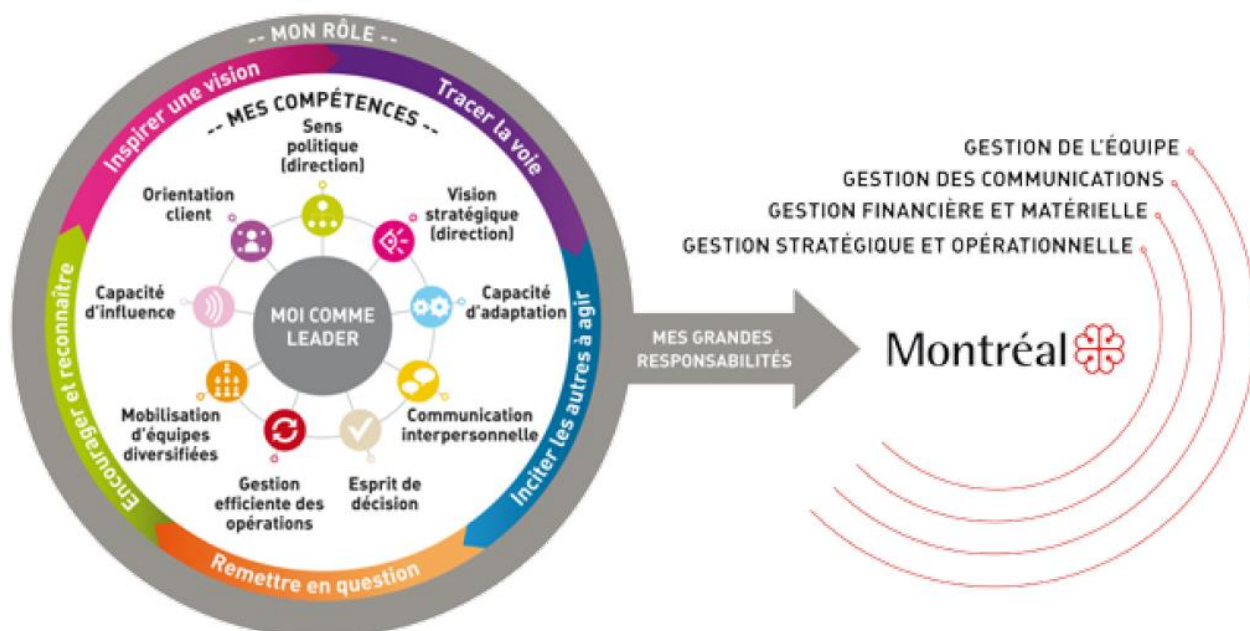 -- MON RÔLE --
Inspirer une vision
Tracer la voie
Inciter les autres à agir
Remettre en question
Encourager et reconnaître
-- MES COMPÉTENCES --
Sens
politique
(direction)
Vision
stratégique
(direction)
Capacité
d'adaptation
Communication
interpersonnelle
Esprit de
décision
Gestion
efficiente des
opérations
Mobilisation
d'équipes
diversifiées
Capacité
d'influence
Orientation
client
MOI COMME
LEADER
MES GRANDES
RESPONSABILITÉS
GESTION DE L'ÉQUIPE
GESTION DES COMMUNICATIONS
GESTION FINANCIÈRE ET MATÉRIELLE
GESTION STRATÉGIQUE ET OPÉRATIONNELLE
Montréal